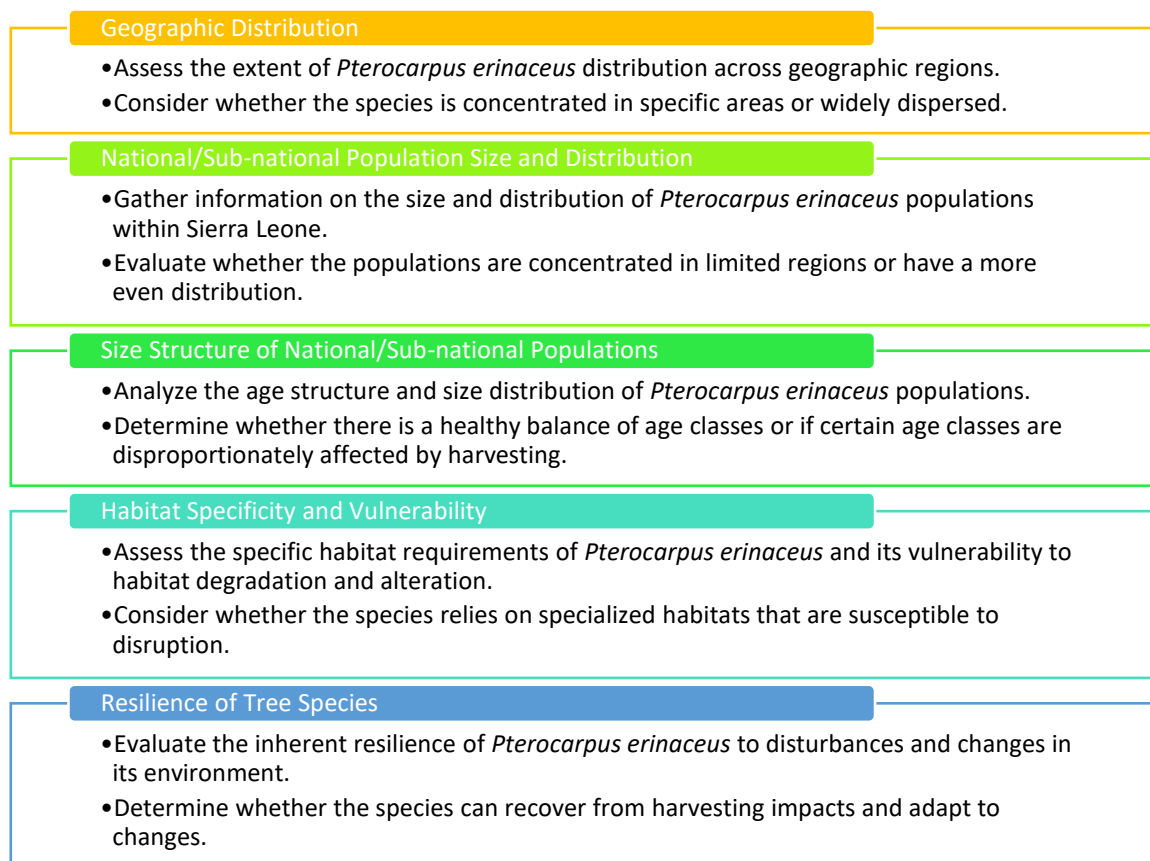 Geographic Distribution
•Assess the extent of Pterocarpus erinaceus distribution across geographic regions.
•Consider whether the species is concentrated in specific areas or widely dispersed.
National/Sub-national Population Size and Distribution
•Gather information on the size and distribution of Pterocarpus erinaceus populations
within Sierra Leone.
•Evaluate whether the populations are concentrated in limited regions or have a more
even distribution.
Size Structure of National/Sub-national Populations
•Analyze the age structure and size distribution of Pterocarpus erinaceus populations.
•Determine whether there is a healthy balance of age classes or if certain age classes are
disproportionately affected by harvesting.
Habitat Specificity and Vulnerability
•Assess the specific habitat requirements of Pterocarpus erinaceus and its vulnerability to
habitat degradation and alteration.
•Consider whether the species relies on specialized habitats that are susceptible to
disruption.
Resilience of Tree Species
•Evaluate the inherent resilience of Pterocarpus erinaceus to disturbances and changes in
its environment.
•Determine whether the species can recover from harvesting impacts and adapt to
changes.